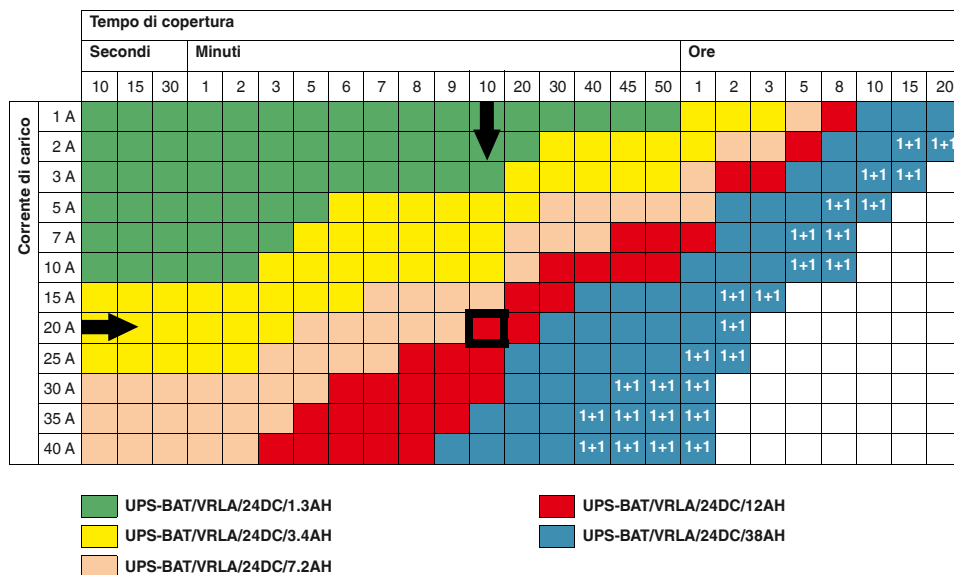 Tempo di copertura
Secondi Minuti Ore
10 15 30 1 2 3 5 6 7 8 9 10 20 30 40 45 50 1 2 3 5 8 10 15 20
Corrente di carico
1 A
2 A 1+1 1+1
3 A 1+1 1+1
5 A 1+1 1+1
7 A 1+1 1+1
10 A 1+1 1+1
15 A 1+1 1+1
20 A 1+1
25 A 1+1 1+1
30 A 1+1 1+1 1+1
35 A 1+1 1+1 1+1 1+1
40 A 1+1 1+1 1+1 1+1
UPS-BAT/VRLA/24DC/1.3AH
UPS-BAT/VRLA/24DC/3.4AH
UPS-BAT/VRLA/24DC/7.2AH
UPS-BAT/VRLA/24DC/12AH
UPS-BAT/VRLA/24DC/38AH